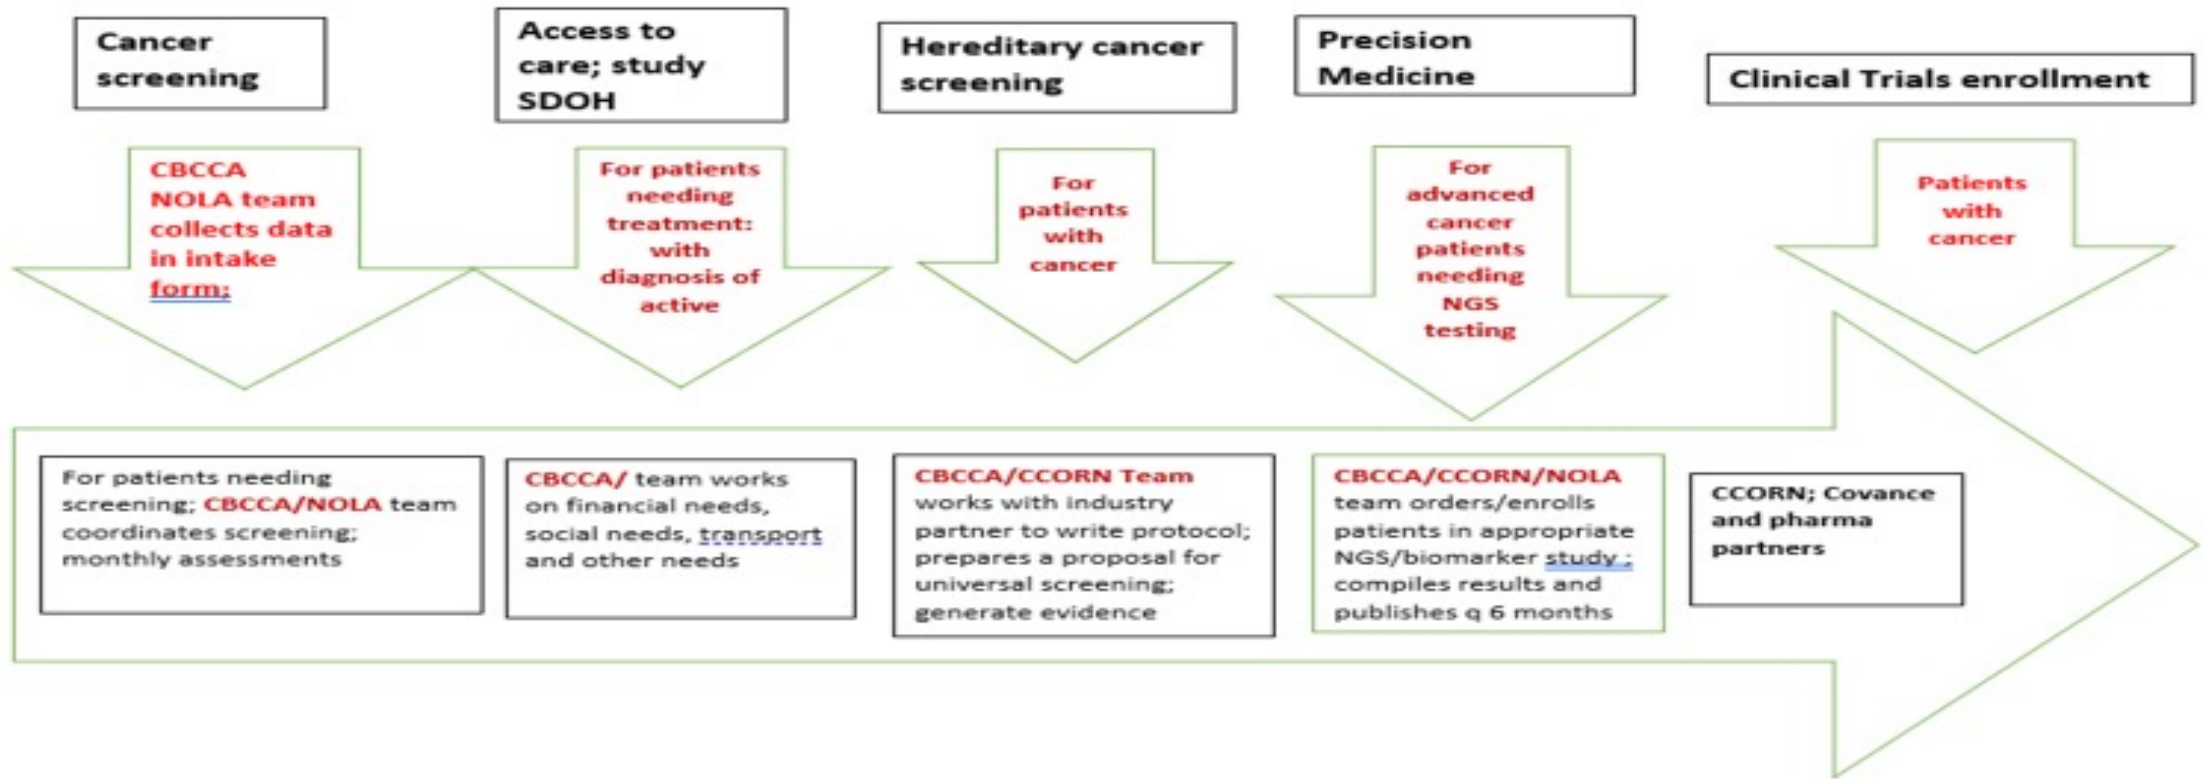 Cancer
screening
Access to
care; study
SDOH
Hereditary cancer
screening
Precision
Medicine
Clinical Trials enrollment
CBCCA
NOLA team
collects data
in intake
form;
For patients
needing
treatment:
with
diagnosis of
active
For
patients
with
cancer
For
advanced
cancer
patients
needing
NGS
testing
Patients
with
cancer
For patients needing
screening; CBCCA/NOLA team
coordinates screening;
monthly assessments
CBCCA/ team works
on financial needs,
social needs, transport
and other needs
CBCCA/CCORN Team
works with industry
partner to write protocol;
prepares a proposal for
universal screening;
generate evidence
CBCCA/CCORN/NOLA
team orders/enrolls
patients in appropriate
NGS/biomarker study ;
compiles results and
publishes q 6 months
CCORN; Covance
and pharma
partners